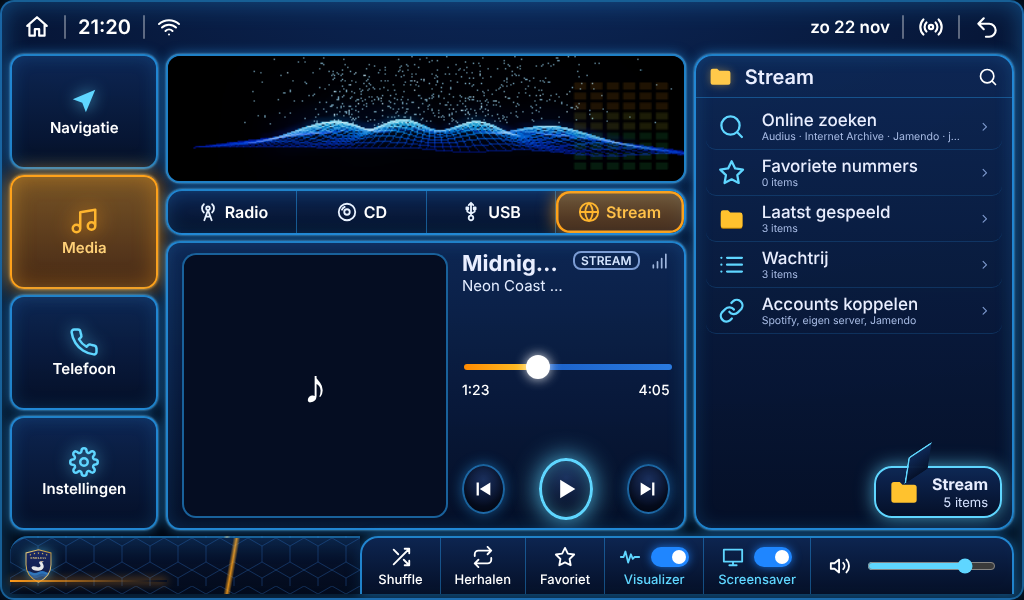 21:20
zo 22 nov
Navigatie
Media
Telefoon
Instellingen
Radio
CD
USB
Stream
Midnig...
STREAM
Neon Coast ...
1:23
4:05
Stream
Online zoeken
Audius · Internet Archive · Jamendo · j...
Favoriete nummers
0 items
Laatst gespeeld
3 items
Wachtrij
3 items
Accounts koppelen
Spotify, eigen server, Jamendo
Stream
5 items
Shuffle
Herhalen
Favoriet
Visualizer
Screensaver